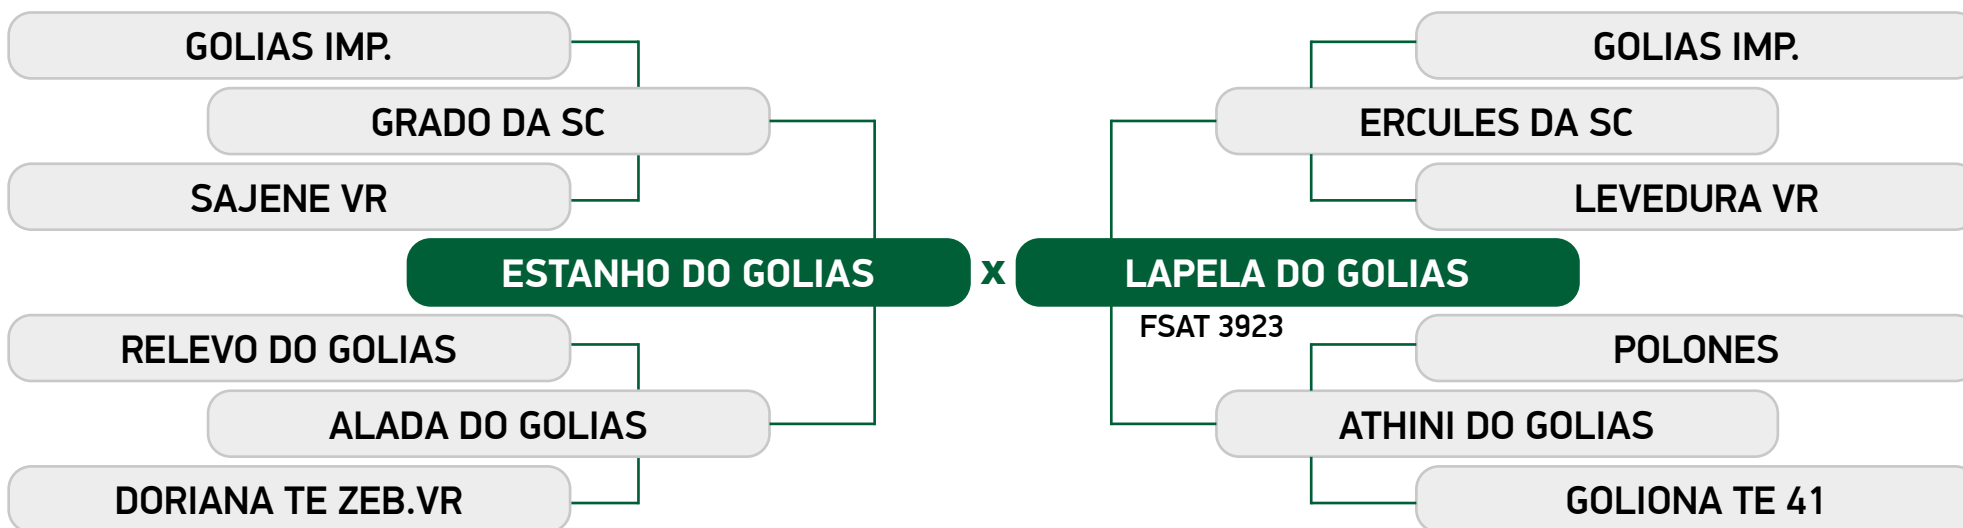 GOLIAS IMP.
GOLIAS IMP.
GRADO DA SC
ERCULES DA SC
SAJENE VR
LEVEDURA VR
ESTANHO DO GOLIAS x LAPELA DO GOLIAS
FSAT 3923
RELEVO DO GOLIAS
POLONES
ALADA DO GOLIAS
ATHINI DO GOLIAS
DORIANA TE ZEB.VR
GOLIONA TE 41